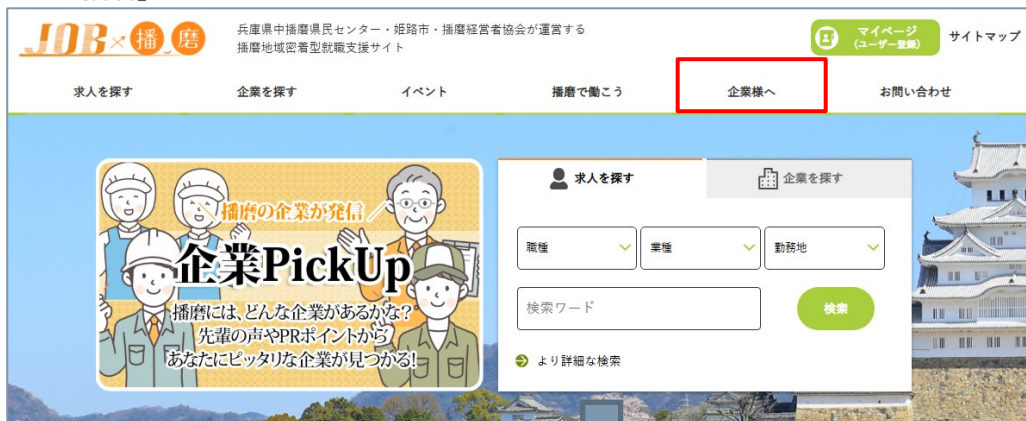 JOB×播磨
兵庫県中播磨県民センター・姫路市・播磨経営者協会が運営する
播磨地域密着型就職支援サイト
マイページ
(ユーザー登録)
サイトマップ
求人を探す
企業を探す
イベント
播磨で働こう
企業様へ
お問い合わせ
播磨の企業が発信
企業PickUp
播磨には、どんな企業があるかな?
先輩の声やPRポイントから
あなたにピッタリな企業が見つかる!
求人を探す
企業を探す
職種
業種
勤務地
検索ワード
検索
より詳細な検索